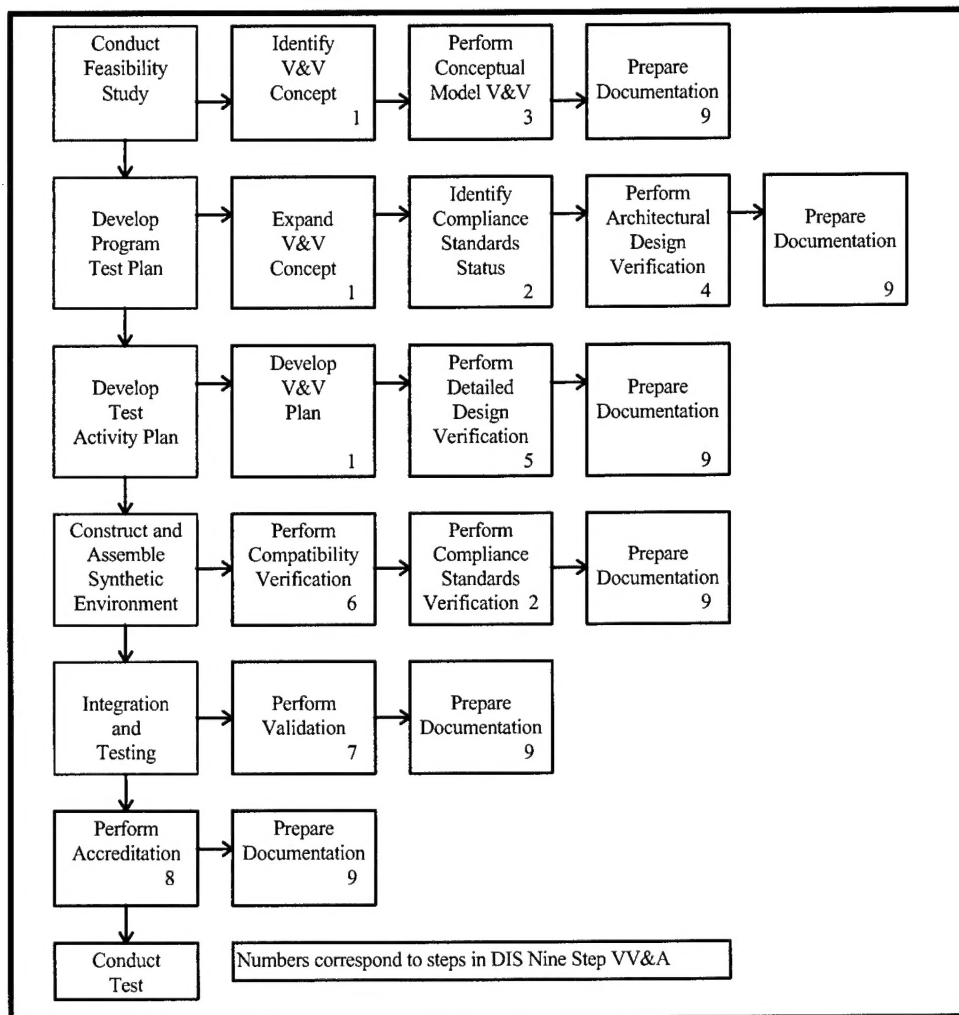 Conduct
Feasibility
Study
Identify
V&V
Concept
1
Perform
Conceptual
Model V&V
3
Prepare
Documentation
9
Develop
Program
Test Plan
Expand
V&V
Concept
1
Identify
Compliance
Standards
Status
2
Perform
Architectural
Design
Verification
4
Prepare
Documentation
9
Develop
Test
Activity Plan
Develop
V&V
Plan
1
Perform
Detailed
Design
Verification
5
Prepare
Documentation
9
Construct and
Assemble
Synthetic
Environment
Perform
Compatibility
Verification
6
Perform
Compliance
Standards
Verification 2
Prepare
Documentation
9
Integration
and
Testing
Perform
Validation
7
Prepare
Documentation
9
Perform
Accreditation
8
Prepare
Documentation
9
Conduct
Test
Numbers correspond to steps in DIS Nine Step VV&A